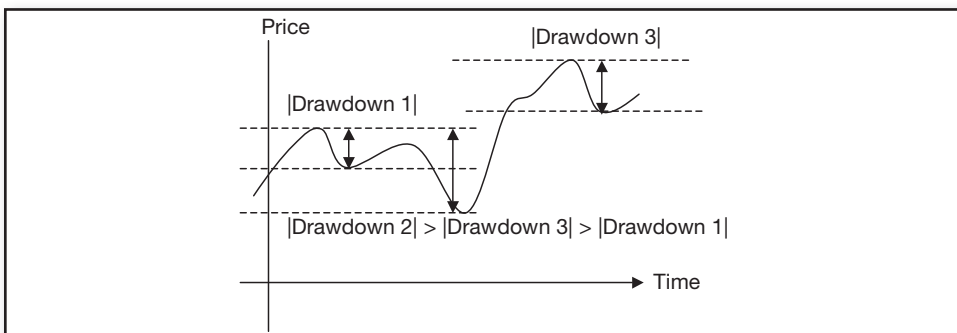 Price
|Drawdown 3|
|Drawdown 1|
|Drawdown 2| > |Drawdown 3| > |Drawdown 1|
Time